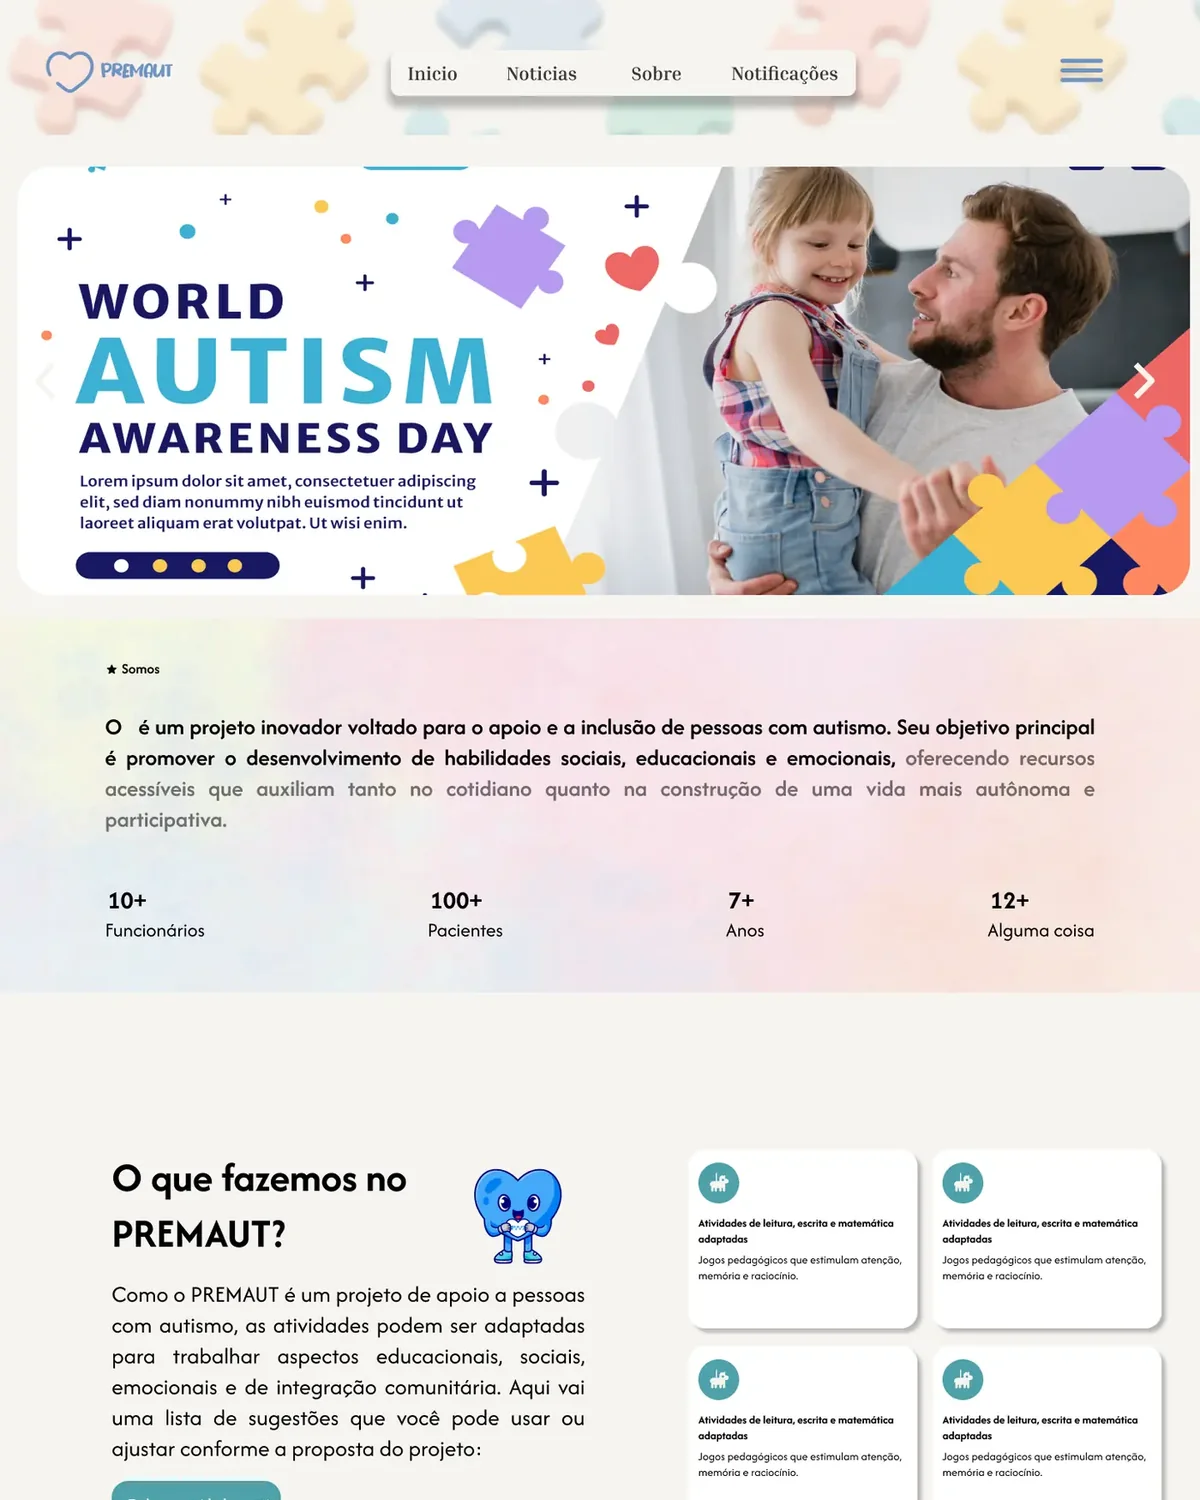 PREMAUT
Inicio Noticias Sobre Notificações
WORLD
AUTISM
AWARENESS DAY
Lorem ipsum dolor sit amet, consectetuer adipiscing
elit, sed diam nonummy nibh euismod tincidunt ut
laoreet aliquam erat volutpat. Ut wisi enim.
Somos
O é um projeto inovador voltado para o apoio e a inclusão de pessoas com autismo. Seu objetivo principal
é promover o desenvolvimento de habilidades sociais, educacionais e emocionais, oferecendo recursos
acessíveis que auxiliam tanto no cotidiano quanto na construção de uma vida mais autônoma e
participativa.
10+
Funcionários
100+
Pacientes
7+
Anos
12+
Alguma coisa
O que fazemos no
PREMAUT?
Como o PREMAUT é um projeto de apoio a pessoas
com autismo, as atividades podem ser adaptadas
para trabalhar aspectos educacionais, sociais,
emocionais e de integração comunitária. Aqui vai
uma lista de sugestões que você pode usar ou
ajustar conforme a proposta do projeto:
Atividades de leitura, escrita e matemática
adaptadas
Jogos pedagógicos que estimulam atenção,
memória e raciocínio.
Atividades de leitura, escrita e matemática
adaptadas
Jogos pedagógicos que estimulam atenção,
memória e raciocínio.
Atividades de leitura, escrita e matemática
adaptadas
Jogos pedagógicos que estimulam atenção,
memória e raciocínio.
Atividades de leitura, escrita e matemática
adaptadas
Jogos pedagógicos que estimulam atenção,
memória e raciocínio.